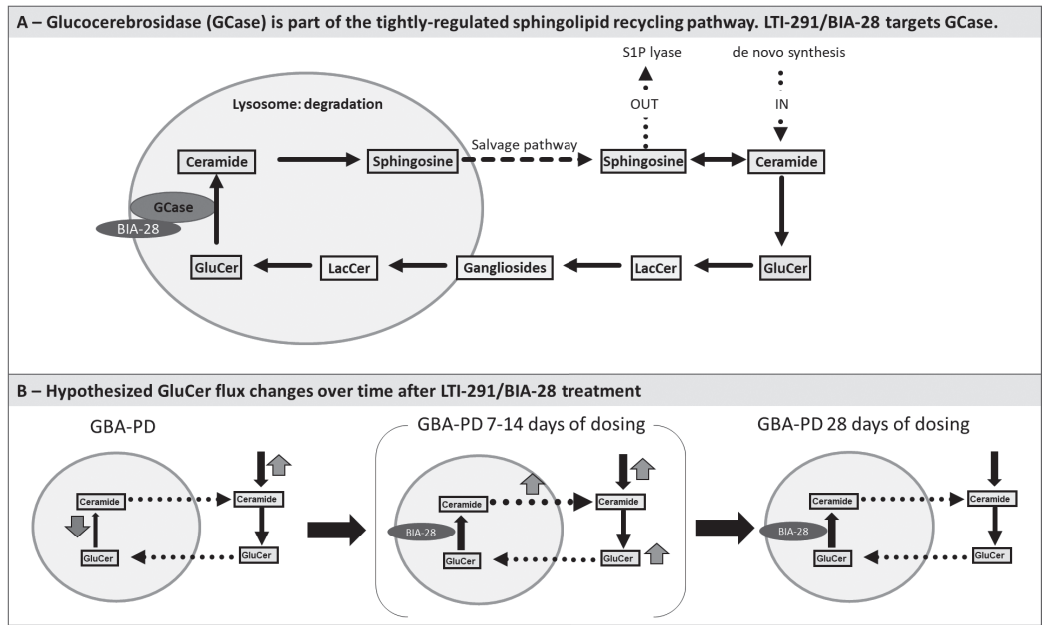 A – Glucocerebrosidase (GCase) is part of the tightly-regulated sphingolipid recycling pathway. LTI-291/BIA-28 targets GCase.
S1P lyase
de novo synthesis
Lysosome: degradation
OUT
IN
Ceramide
Sphingosine
Salvage pathway
Sphingosine
Ceramide
GCase
BIA-28
GluCer
LacCer
Gangliosides
LacCer
GluCer
B – Hypothesized GluCer flux changes over time after LTI-291/BIA-28 treatment
GBA-PD
GBA-PD 7-14 days of dosing
GBA-PD 28 days of dosing
Ceramide
Ceramide
GluCer
GluCer
Ceramide
Ceramide
BIA-28
GluCer
GluCer
Ceramide
Ceramide
BIA-28
GluCer
GluCer